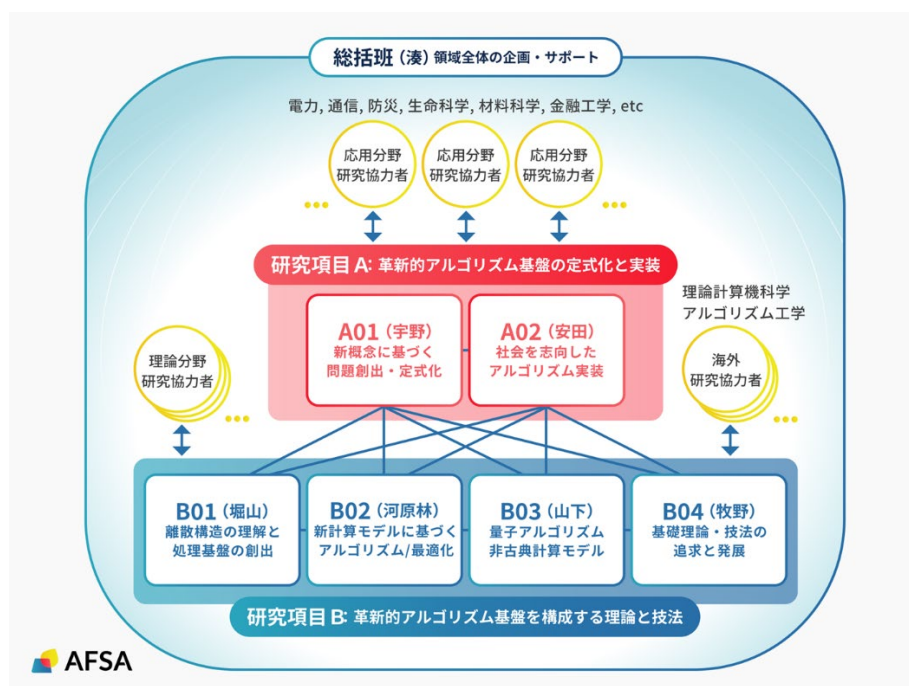 総括班（湊）領域全体の企画・サポート
電力, 通信, 防災, 生命科学, 材料科学, 金融工学, etc
応用分野
研究協力者
応用分野
研究協力者
応用分野
研究協力者
研究項目A: 革新的アルゴリズム基盤の定式化と実装
A01（宇野）
新概念に基づく
問題創出・定式化
A02（安田）
社会を志向した
アルゴリズム実装
理論計算機科学
アルゴリズム工学
理論分野
研究協力者
海外
研究協力者
B01（堀山）
離散構造の理解と
処理基盤の創出
B02（河原林）
新計算モデルに基づく
アルゴリズム/最適化
B03（山下）
量子アルゴリズム
非古典計算モデル
B04（牧野）
基礎理論・技法の
追求と発展
研究項目B: 革新的アルゴリズム基盤を構成する理論と技法
AFSA